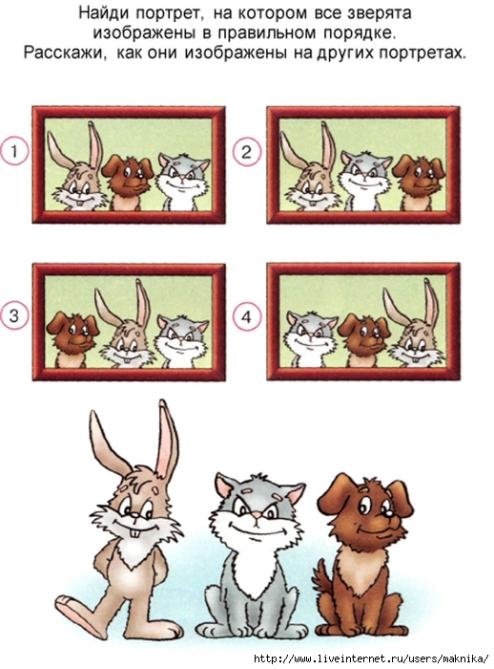 Найди портрет, на котором все зверята
изображены в правильном порядке.
Расскажи, как они изображены на других портретах.
1
2
3
4
http://www.liveinternet.ru/users/maknika/